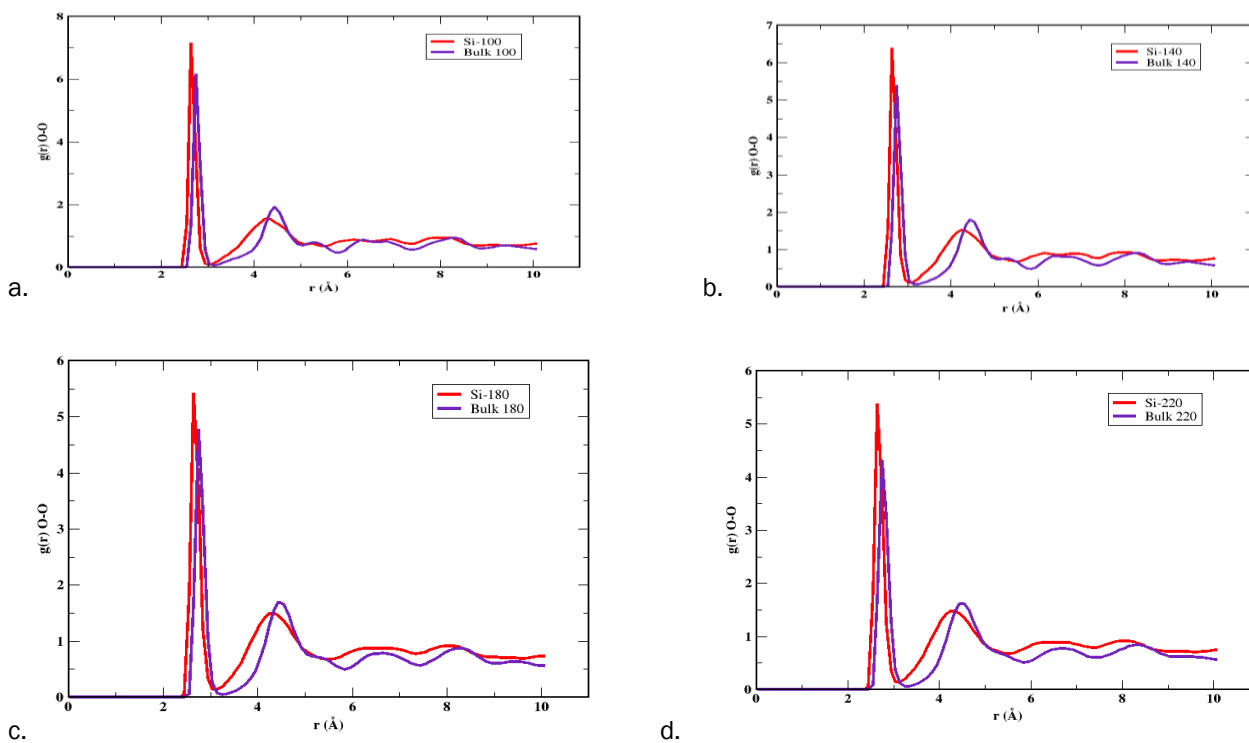 8
6
4
2
0
g(r) O-O
Si-100
Bulk 100
0 2 4 6 8 10
r (Å)
a.
7
6
5
4
3
2
1
0
g(r) O-O
Si-140
Bulk 140
0 2 4 6 8 10
r (Å)
b.
6
5
4
3
2
1
0
g(r) O-O
Si-180
Bulk 180
0 2 4 6 8 10
r (Å)
c.
6
5
4
3
2
1
0
g(r) O-O
Si-220
Bulk 220
0 2 4 6 8 10
r (Å)
d.